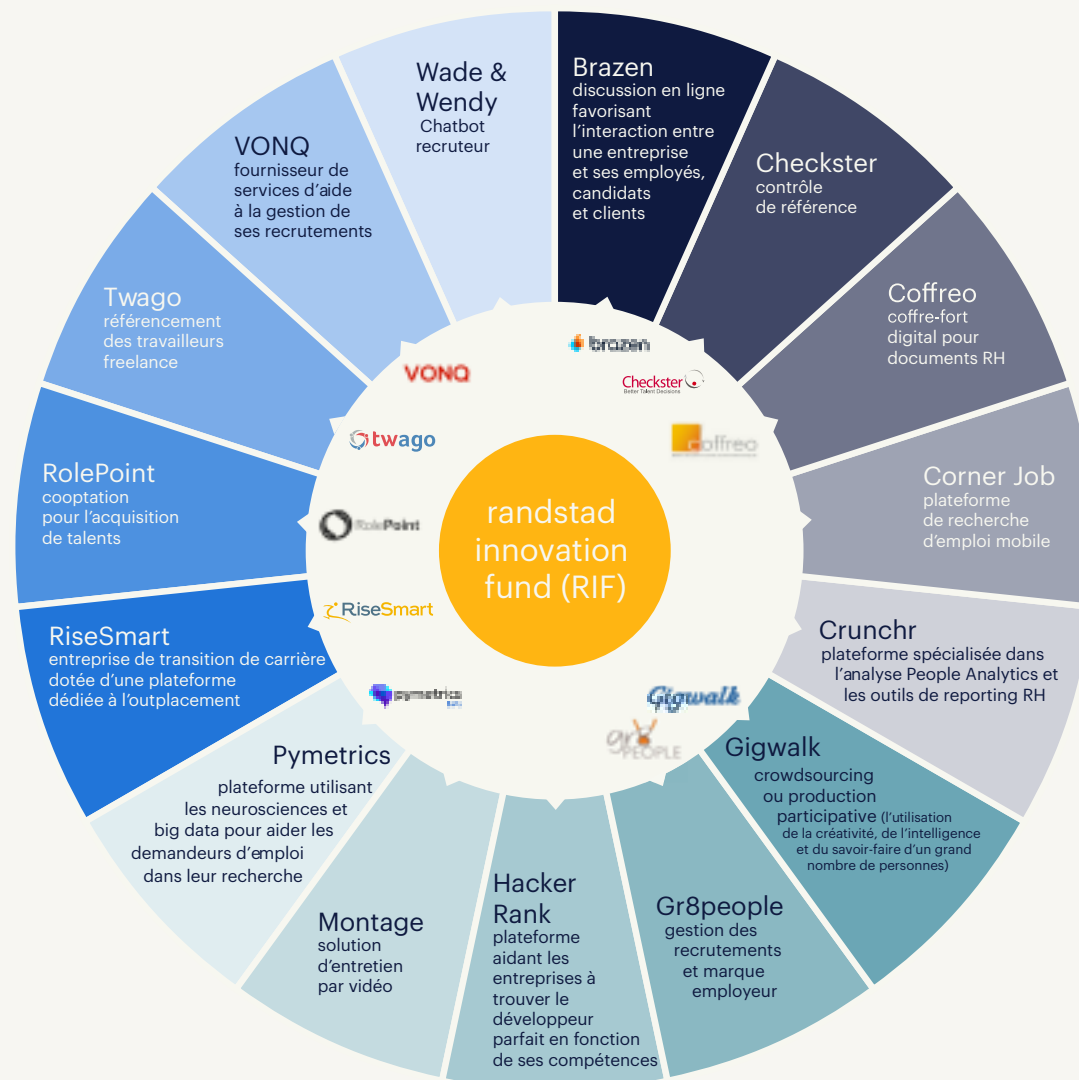 Wade &
Wendy
Chatbot
recruteur
Brazen
discussion en ligne
favorisant
l’interaction entre
une entreprise
et ses employés,
candidats
et clients
Checkster
contrôle
de référence
Coffreo
coffre-fort
digital pour
documents RH
Corner Job
plateforme
de recherche
d’emploi mobile
Crunchr
plateforme spécialisée dans
l’analyse People Analytics et
les outils de reporting RH
Gigwalk
crowdsourcing
ou production
participative (l’utilisation
de la créativité, de l’intelligence
et du savoir-faire d’un grand
nombre de personnes)
Gr8people
gestion des
recrutements
et marque
employeur
Hacker
Rank
plateforme
aidant les
entreprises à
trouver le
développeur
parfait en fonction
de ses compétences
Montage
solution
d’entretien
par vidéo
Pymetrics
plateforme utilisant
les neurosciences et
big data pour aider les
demandeurs d’emploi
dans leur recherche
RiseSmart
entreprise de transition de carrière
dotée d’une plateforme
dédiée à l’outplacement
RolePoint
cooptation
pour l’acquisition
de talents
Twago
référencement
des travailleurs
freelance
VONQ
fournisseur de
services d’aide
à la gestion de
ses recrutements
brazen
Checkster
Better Talent Decisions
coffreo
Gigwalk
gr8
PEOPLE
pymetrics
RiseSmart
RolePoint
twago
VONQ
randstad
innovation
fund (RIF)